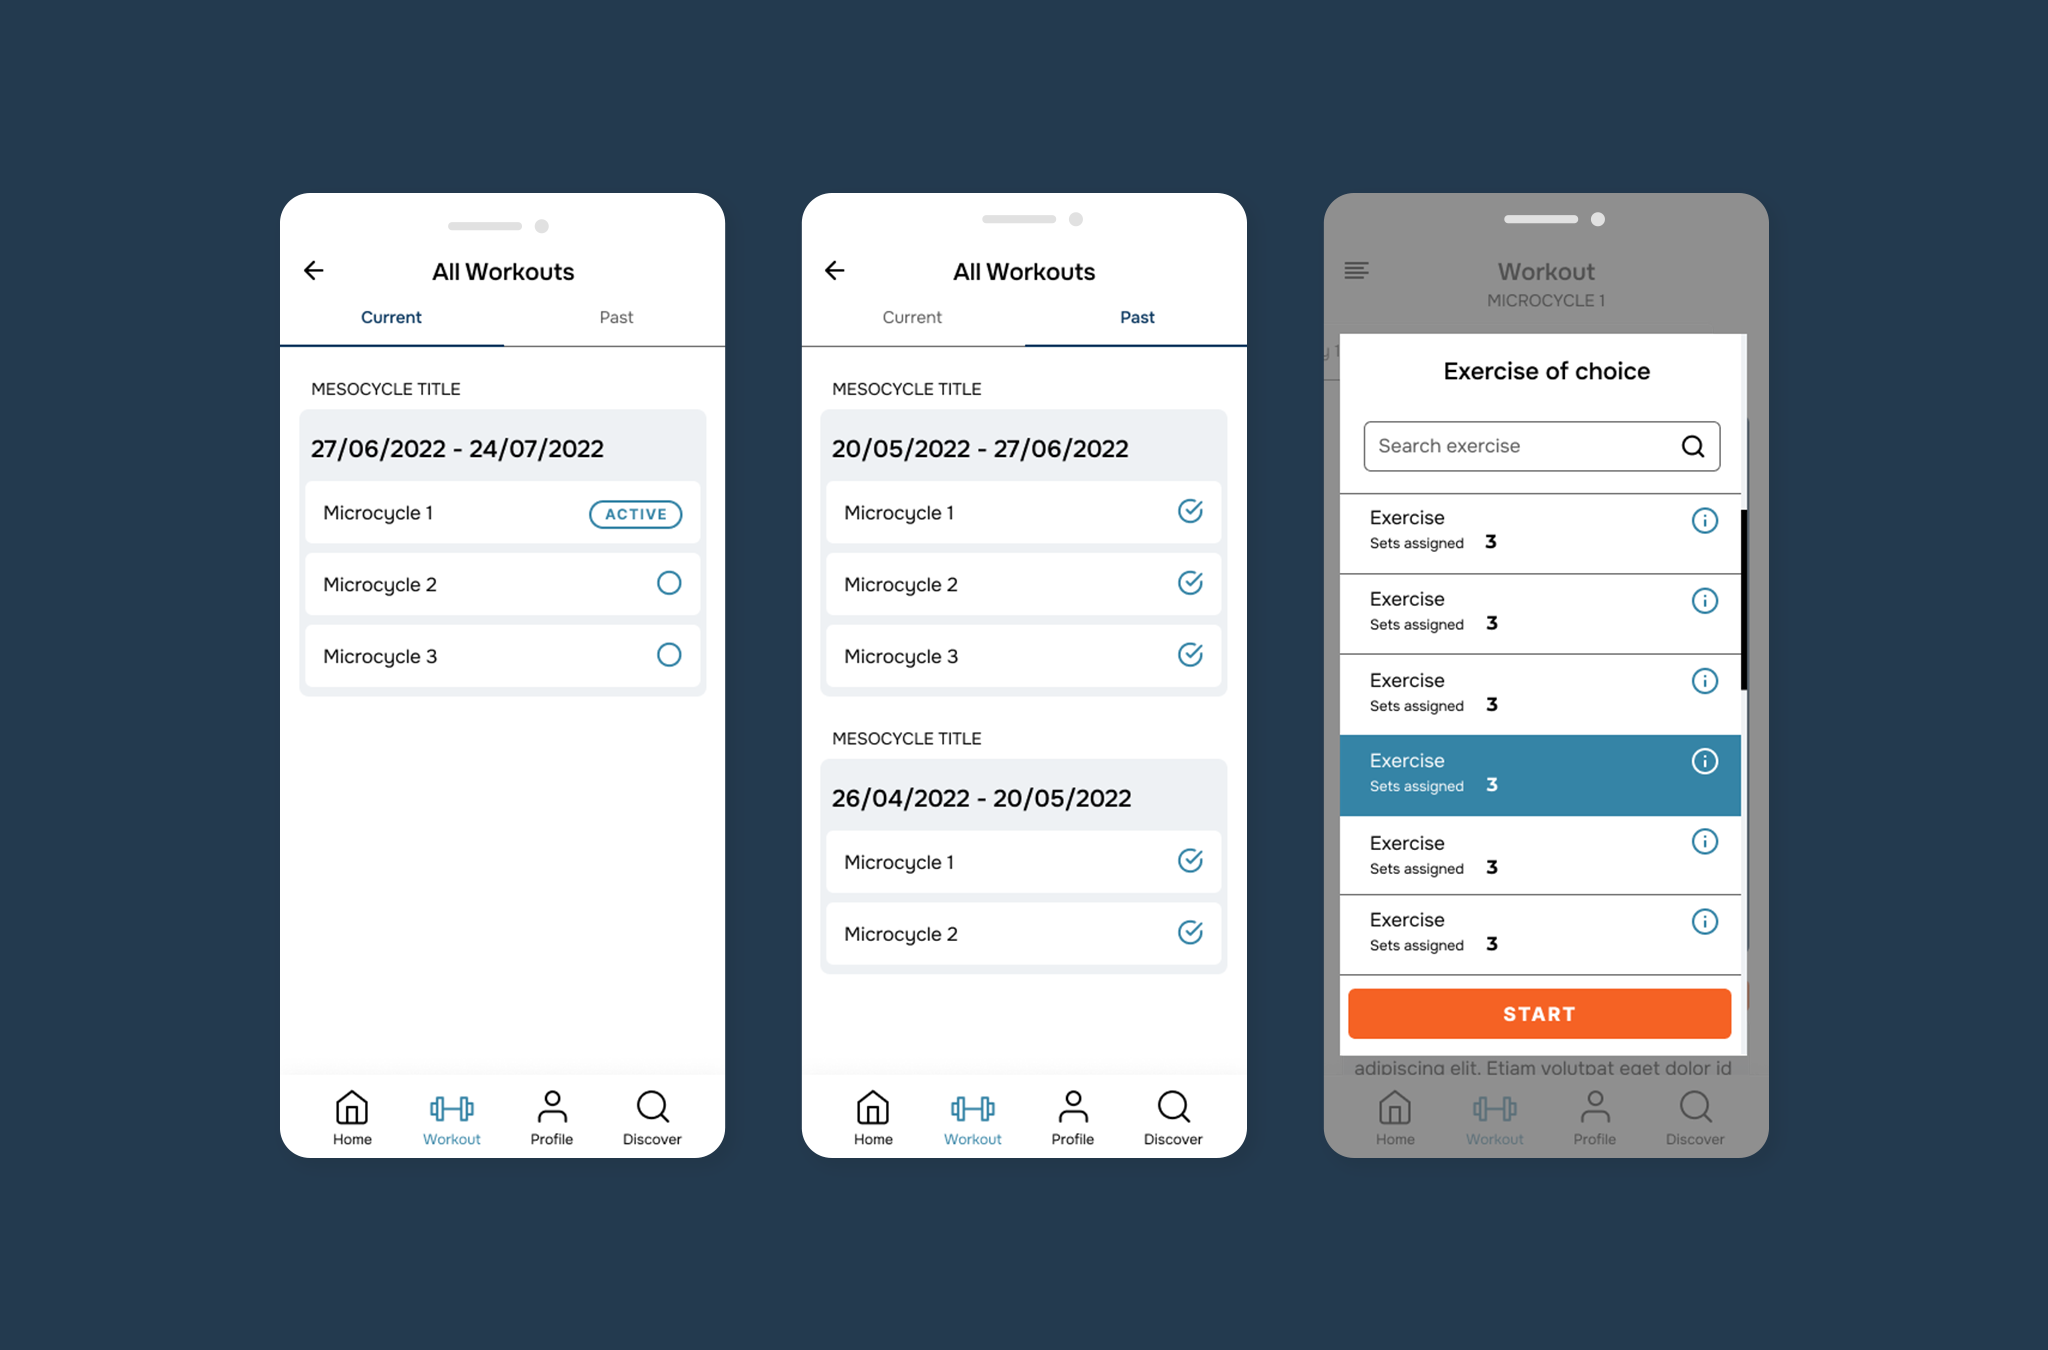 All Workouts
Current Past
MESOCYCLE TITLE
27/06/2022 - 24/07/2022
Microcycle 1 ACTIVE
Microcycle 2
Microcycle 3
Home Workout Profile Discover
All Workouts
Current Past
MESOCYCLE TITLE
20/05/2022 - 27/06/2022
Microcycle 1
Microcycle 2
Microcycle 3
MESOCYCLE TITLE
26/04/2022 - 20/05/2022
Microcycle 1
Microcycle 2
Home Workout Profile Discover
Workout
MICROCYCLE 1
Exercise of choice
Search exercise
Exercise
Sets assigned 3
Exercise
Sets assigned 3
Exercise
Sets assigned 3
Exercise
Sets assigned 3
Exercise
Sets assigned 3
Exercise
Sets assigned 3
START
adipiscing elit. Etiam volutpat eget dolor id
Home Workout Profile Discover